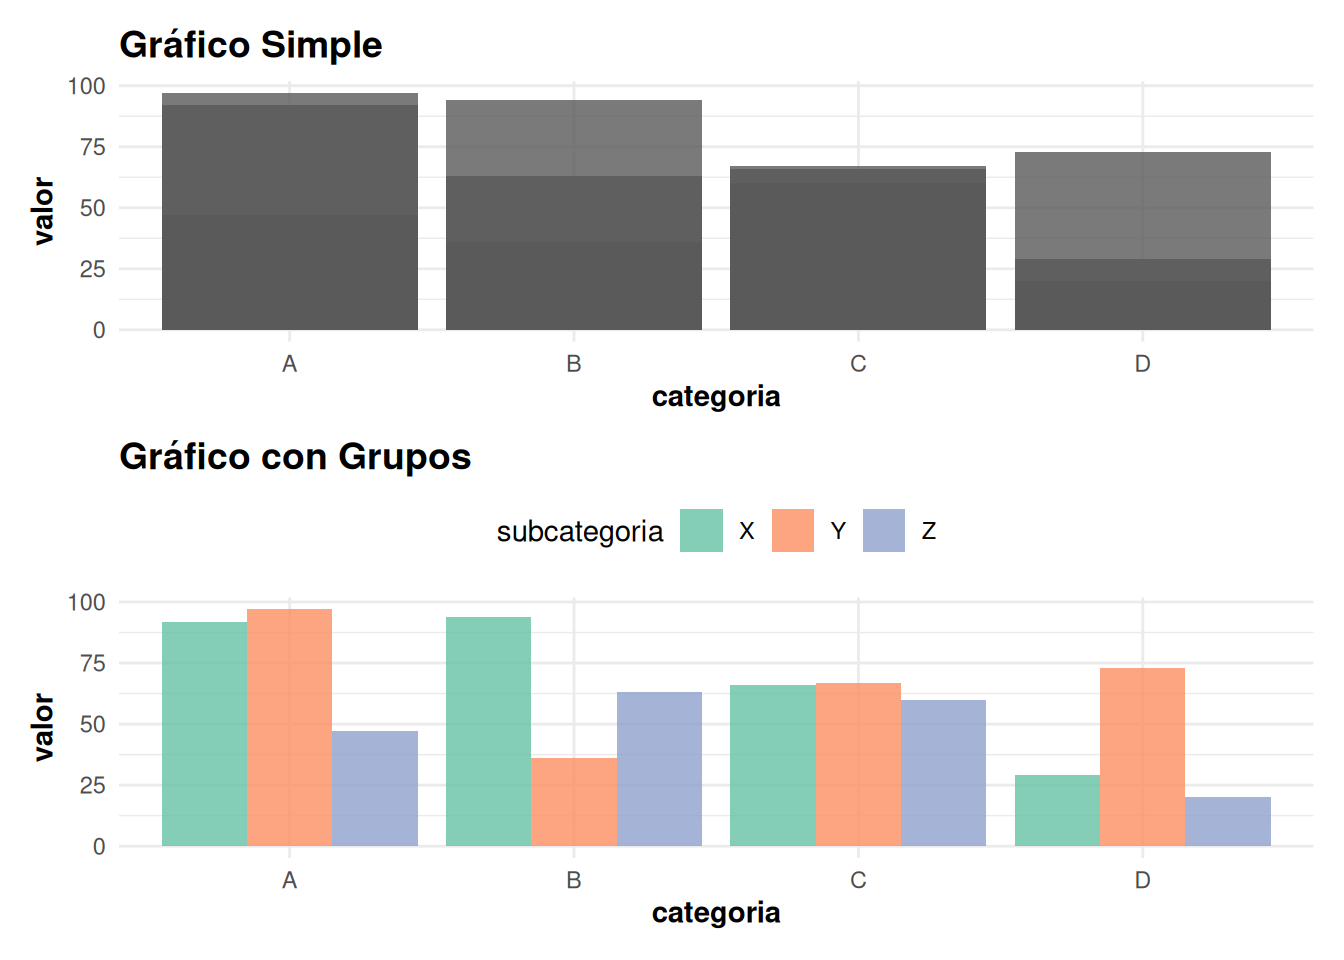 Gráfico Simple
100
75
50
25
0
valor
A B C D
categoria
Gráfico con Grupos
subcategoria X Y Z
100
75
50
25
0
valor
A B C D
categoria